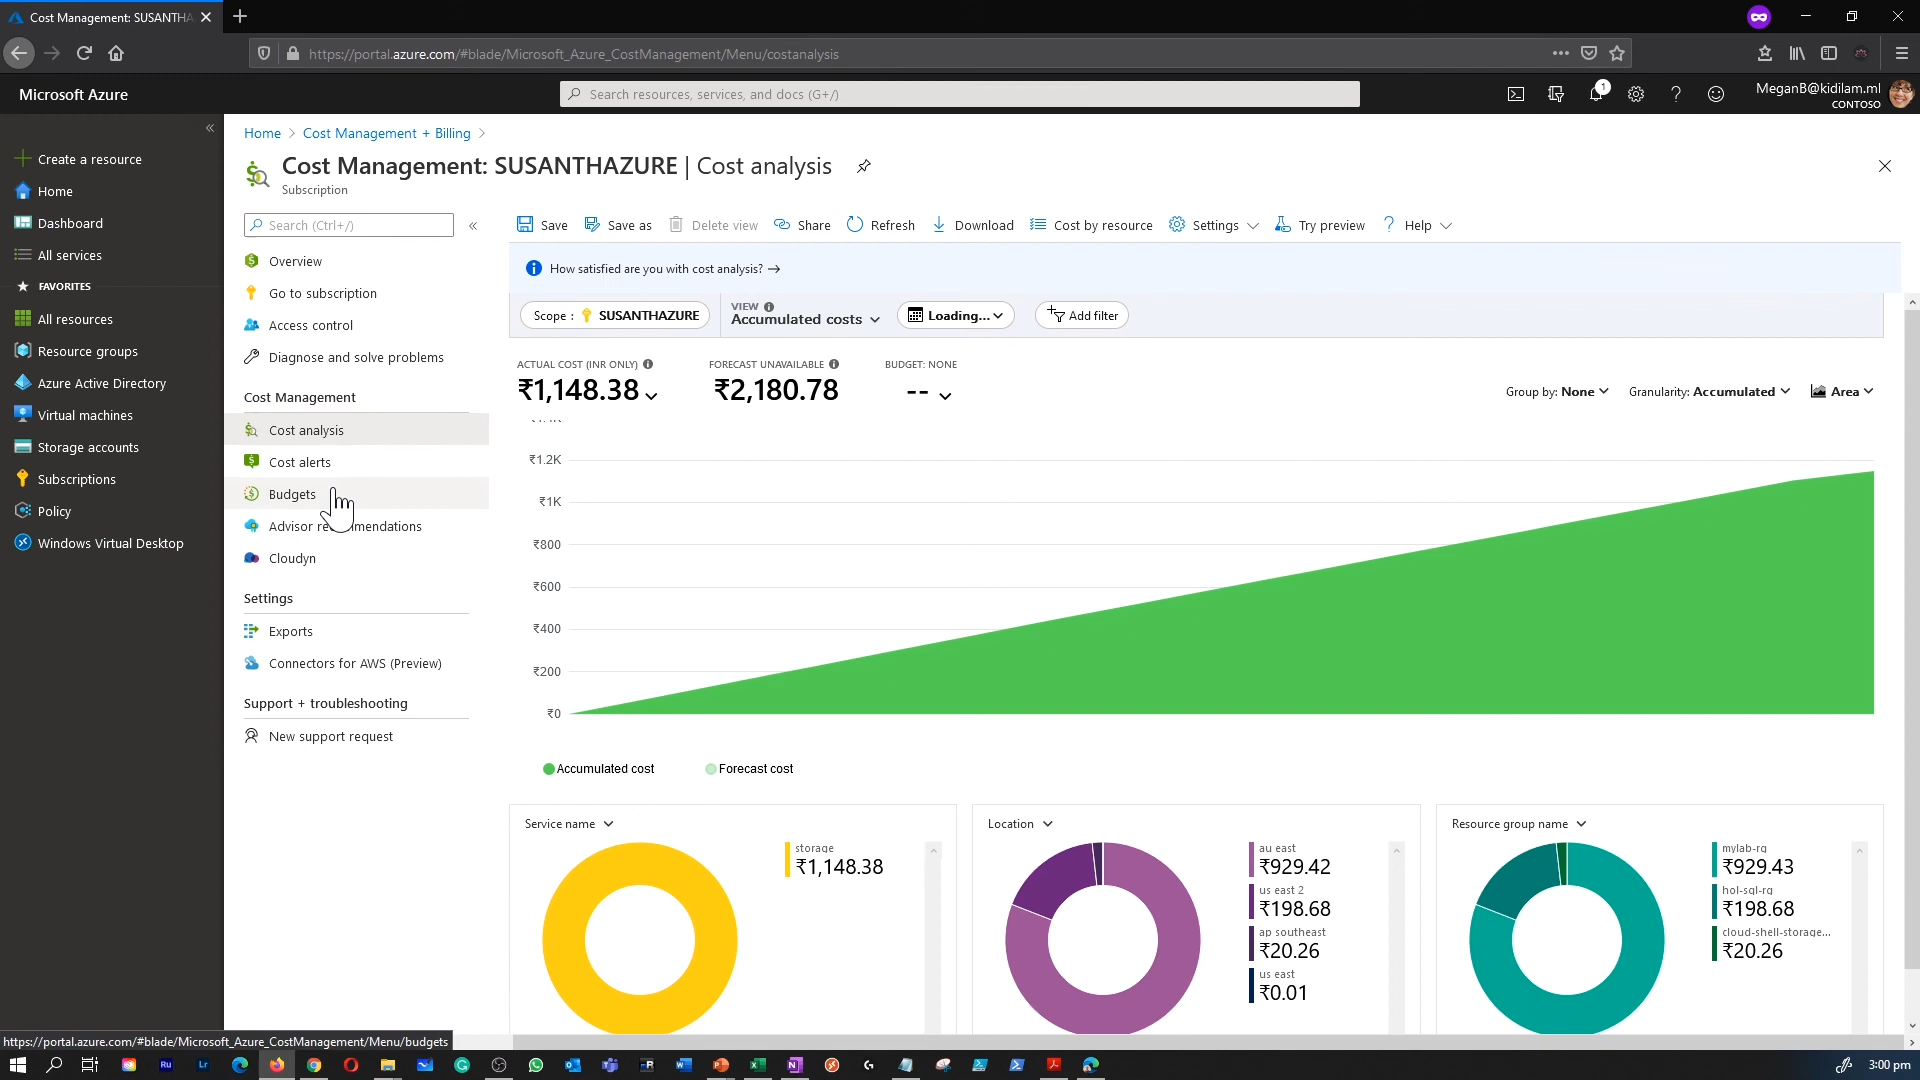 Cost Management: SUSANTHA
https://portal.azure.com/#blade/Microsoft_Azure_CostManagement/Menu/costanalysis
Microsoft Azure
Search resources, services, and docs (G+/)
1
MeganB@kidilam.ml
CONTOSO
Create a resource
Home
Dashboard
All services
FAVORITES
All resources
Resource groups
Azure Active Directory
Virtual machines
Storage accounts
Subscriptions
Policy
Windows Virtual Desktop
Home > Cost Management + Billing >
Cost Management: SUSANTHAZURE | Cost analysis
Subscription
Search (Ctrl+/)
Overview
Go to subscription
Access control
Diagnose and solve problems
Cost Management
Cost analysis
Cost alerts
Budgets
Advisor re mendations
Cloudyn
Settings
Exports
Connectors for AWS (Preview)
Support + troubleshooting
New support request
Save Save as Delete view Share Refresh Download Cost by resource Settings Try preview Help
How satisfied are you with cost analysis? →
Scope : SUSANTHAZURE
VIEW
Accumulated costs
Loading...
Add filter
ACTUAL COST (INR ONLY)
₹1,148.38
FORECAST UNAVAILABLE
₹2,180.78
BUDGET: NONE
--
Group by: None
Granularity: Accumulated
Area
₹1.2K
₹1K
₹800
₹600
₹400
₹200
₹0
Accumulated cost
Forecast cost
Service name
storage
₹1,148.38
Location
au east
₹929.42
us east 2
₹198.68
ap southeast
₹20.26
us east
₹0.01
Resource group name
mylab-rg
₹929.43
hol-sql-rg
₹198.68
cloud-shell-storage...
₹20.26
https://portal.azure.com/#blade/Microsoft_Azure_CostManagement/Menu/budgets
3:00 pm